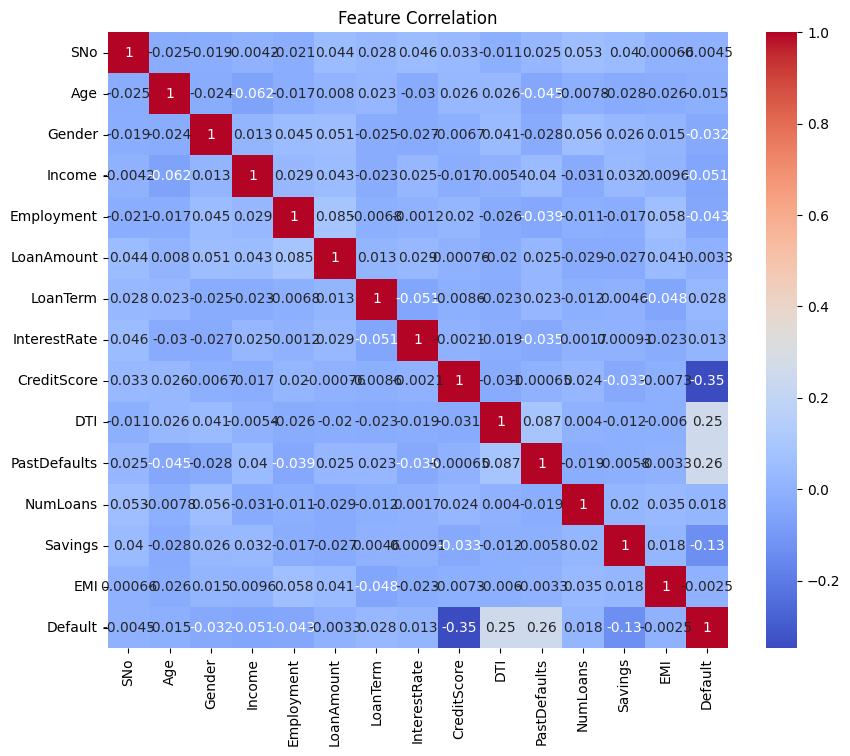 Feature Correlation
SNo 1 -0.025 -0.019 -0.0042 -0.021 0.044 0.028 0.046 0.033 -0.011 0.025 0.053 0.04 0.00066 -0.0045
Age -0.025 1 -0.024 -0.062 -0.017 0.008 0.023 -0.03 0.026 0.026 -0.045 -0.0078 -0.028 -0.026 -0.015
Gender -0.019 -0.024 1 0.013 0.045 0.051 -0.025 -0.027 -0.0067 0.041 -0.028 0.056 0.026 0.015 -0.032
Income -0.0042 -0.062 0.013 1 0.029 0.043 -0.023 0.025 -0.017 -0.0054 0.04 -0.031 0.032 0.0096 -0.051
Employment -0.021 -0.017 0.045 0.029 1 0.085 -0.0068 -0.0012 0.02 -0.026 -0.039 -0.011 -0.017 0.058 -0.043
LoanAmount 0.044 0.008 0.051 0.043 0.085 1 0.013 0.029 -0.00076 -0.02 0.025 -0.029 -0.027 0.041 -0.0033
LoanTerm 0.028 0.023 -0.025 -0.023 -0.0068 0.013 1 -0.051 -0.0086 -0.023 0.023 -0.012 0.0046 -0.048 0.028
InterestRate 0.046 -0.03 -0.027 0.025 -0.0012 0.029 -0.051 1 -0.0021 -0.019 -0.035 0.0017 0.00091 -0.023 0.013
CreditScore 0.033 0.026 -0.0067 -0.017 0.02 -0.00076 -0.0086 -0.0021 1 -0.031 -0.00065 0.024 -0.033 -0.0073 -0.35
DTI -0.011 0.026 0.041 -0.0054 -0.026 -0.02 -0.023 -0.019 -0.031 1 0.087 0.004 -0.012 -0.006 0.25
PastDefaults 0.025 -0.045 -0.028 0.04 -0.039 0.025 0.023 -0.035 -0.00065 0.087 1 -0.019 -0.0058 -0.0033 0.26
NumLoans 0.053 -0.0078 0.056 -0.031 -0.011 -0.029 -0.012 0.0017 0.024 0.004 -0.019 1 0.02 0.035 0.018
Savings 0.04 -0.028 0.026 0.032 -0.017 -0.027 0.0046 0.00091 -0.033 -0.012 -0.0058 0.02 1 0.018 -0.13
EMI 0.00066 -0.026 0.015 0.0096 0.058 0.041 -0.048 -0.023 -0.0073 -0.006 -0.0033 0.035 0.018 1 -0.0025
Default -0.0045 -0.015 -0.032 -0.051 -0.043 -0.0033 0.028 0.013 -0.35 0.25 0.26 0.018 -0.13 -0.0025 1
SNo Age Gender Income Employment LoanAmount LoanTerm InterestRate CreditScore DTI PastDefaults NumLoans Savings EMI Default
1.0
0.8
0.6
0.4
0.2
0.0
−0.2